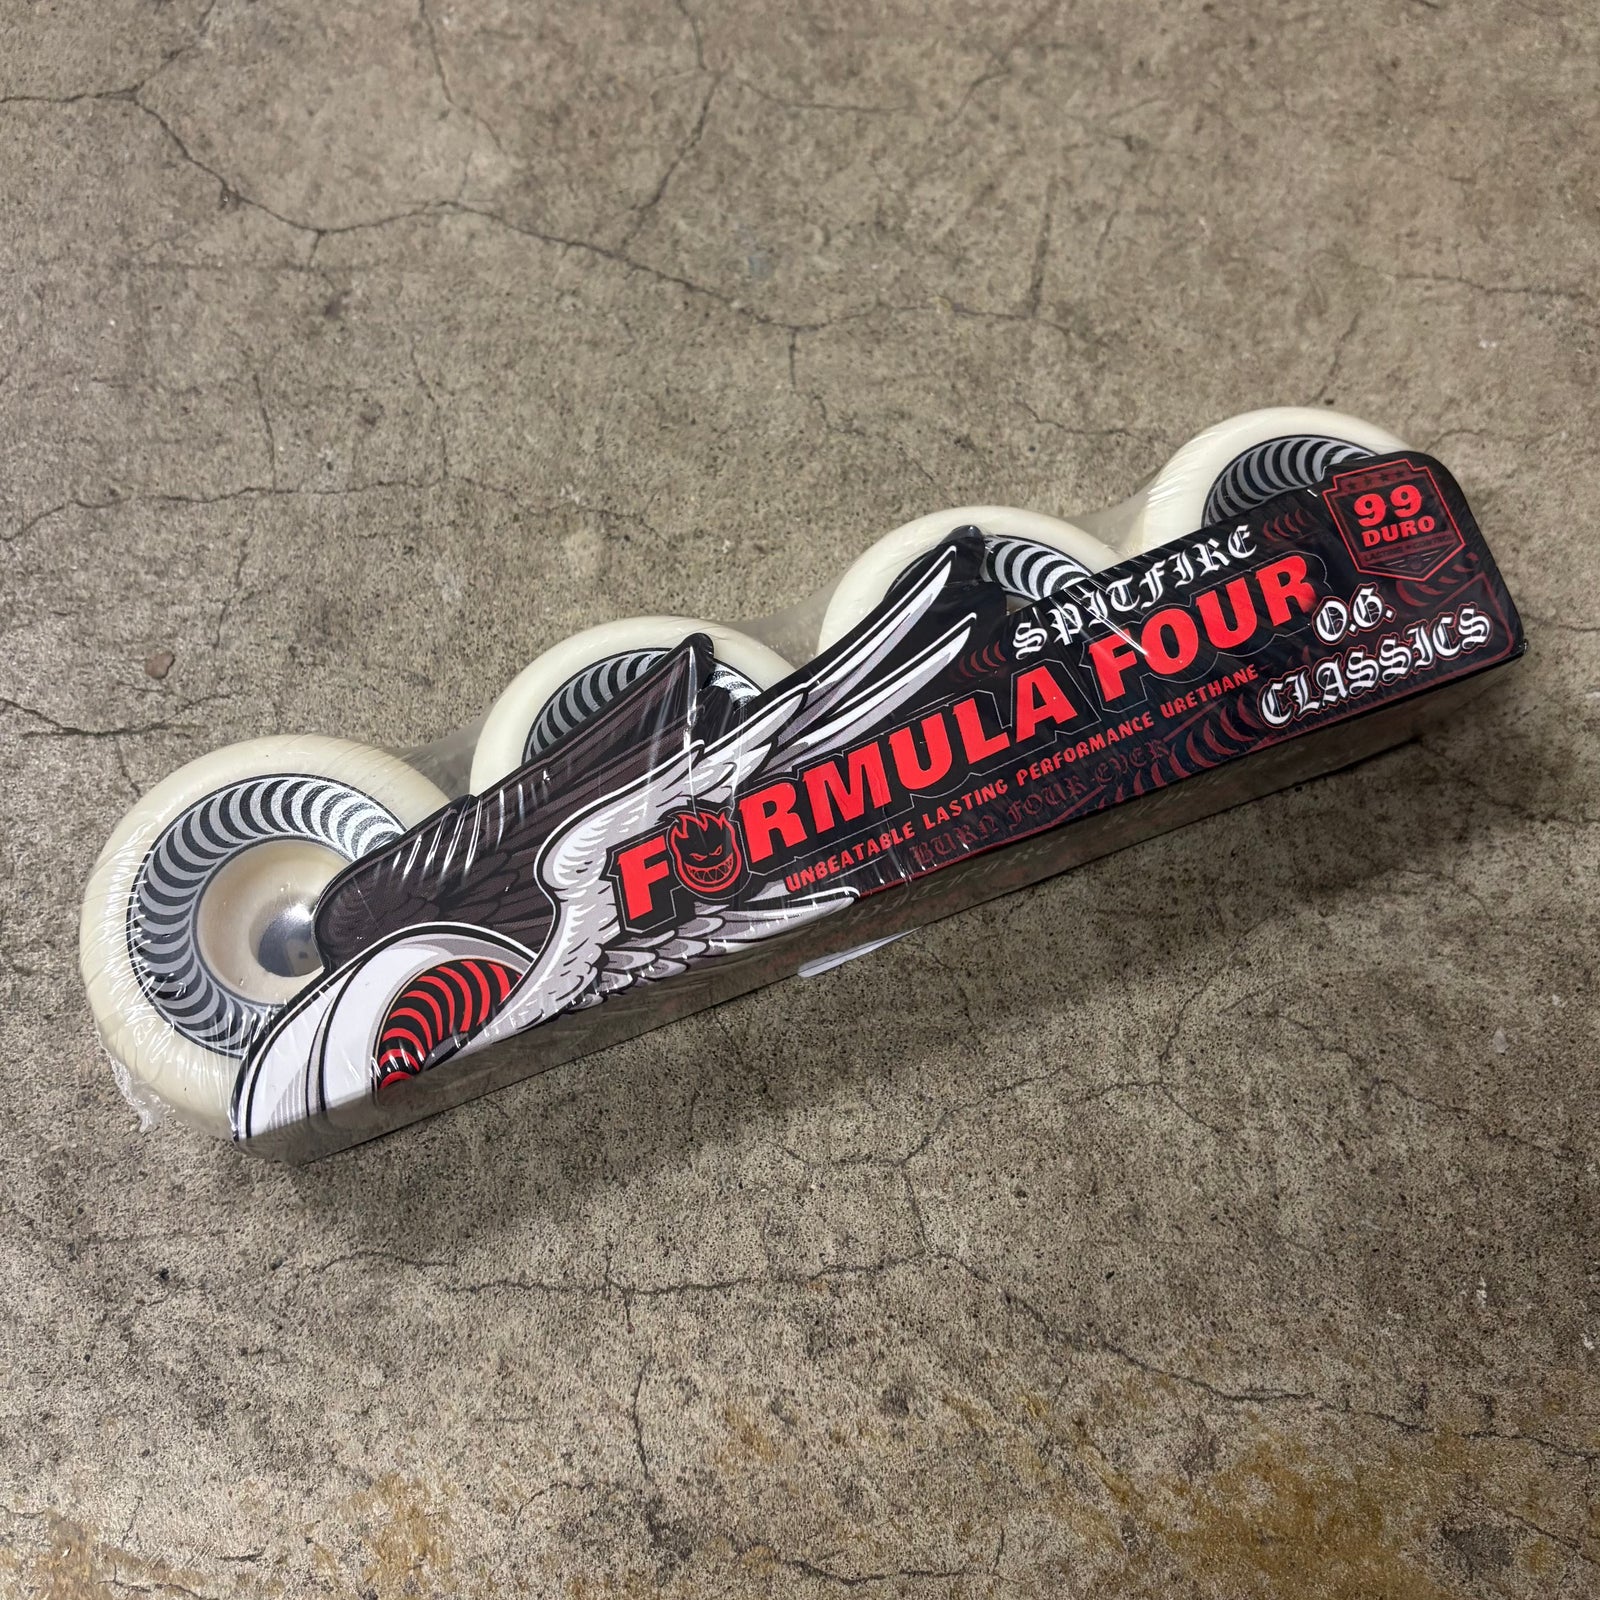 SPITFIRE
FORMULA FOUR
UNBEATABLE LASTING PERFORMANCE URETHANE
BURN FOUR-EVER
99
DURO
O.G.
CLASSICS